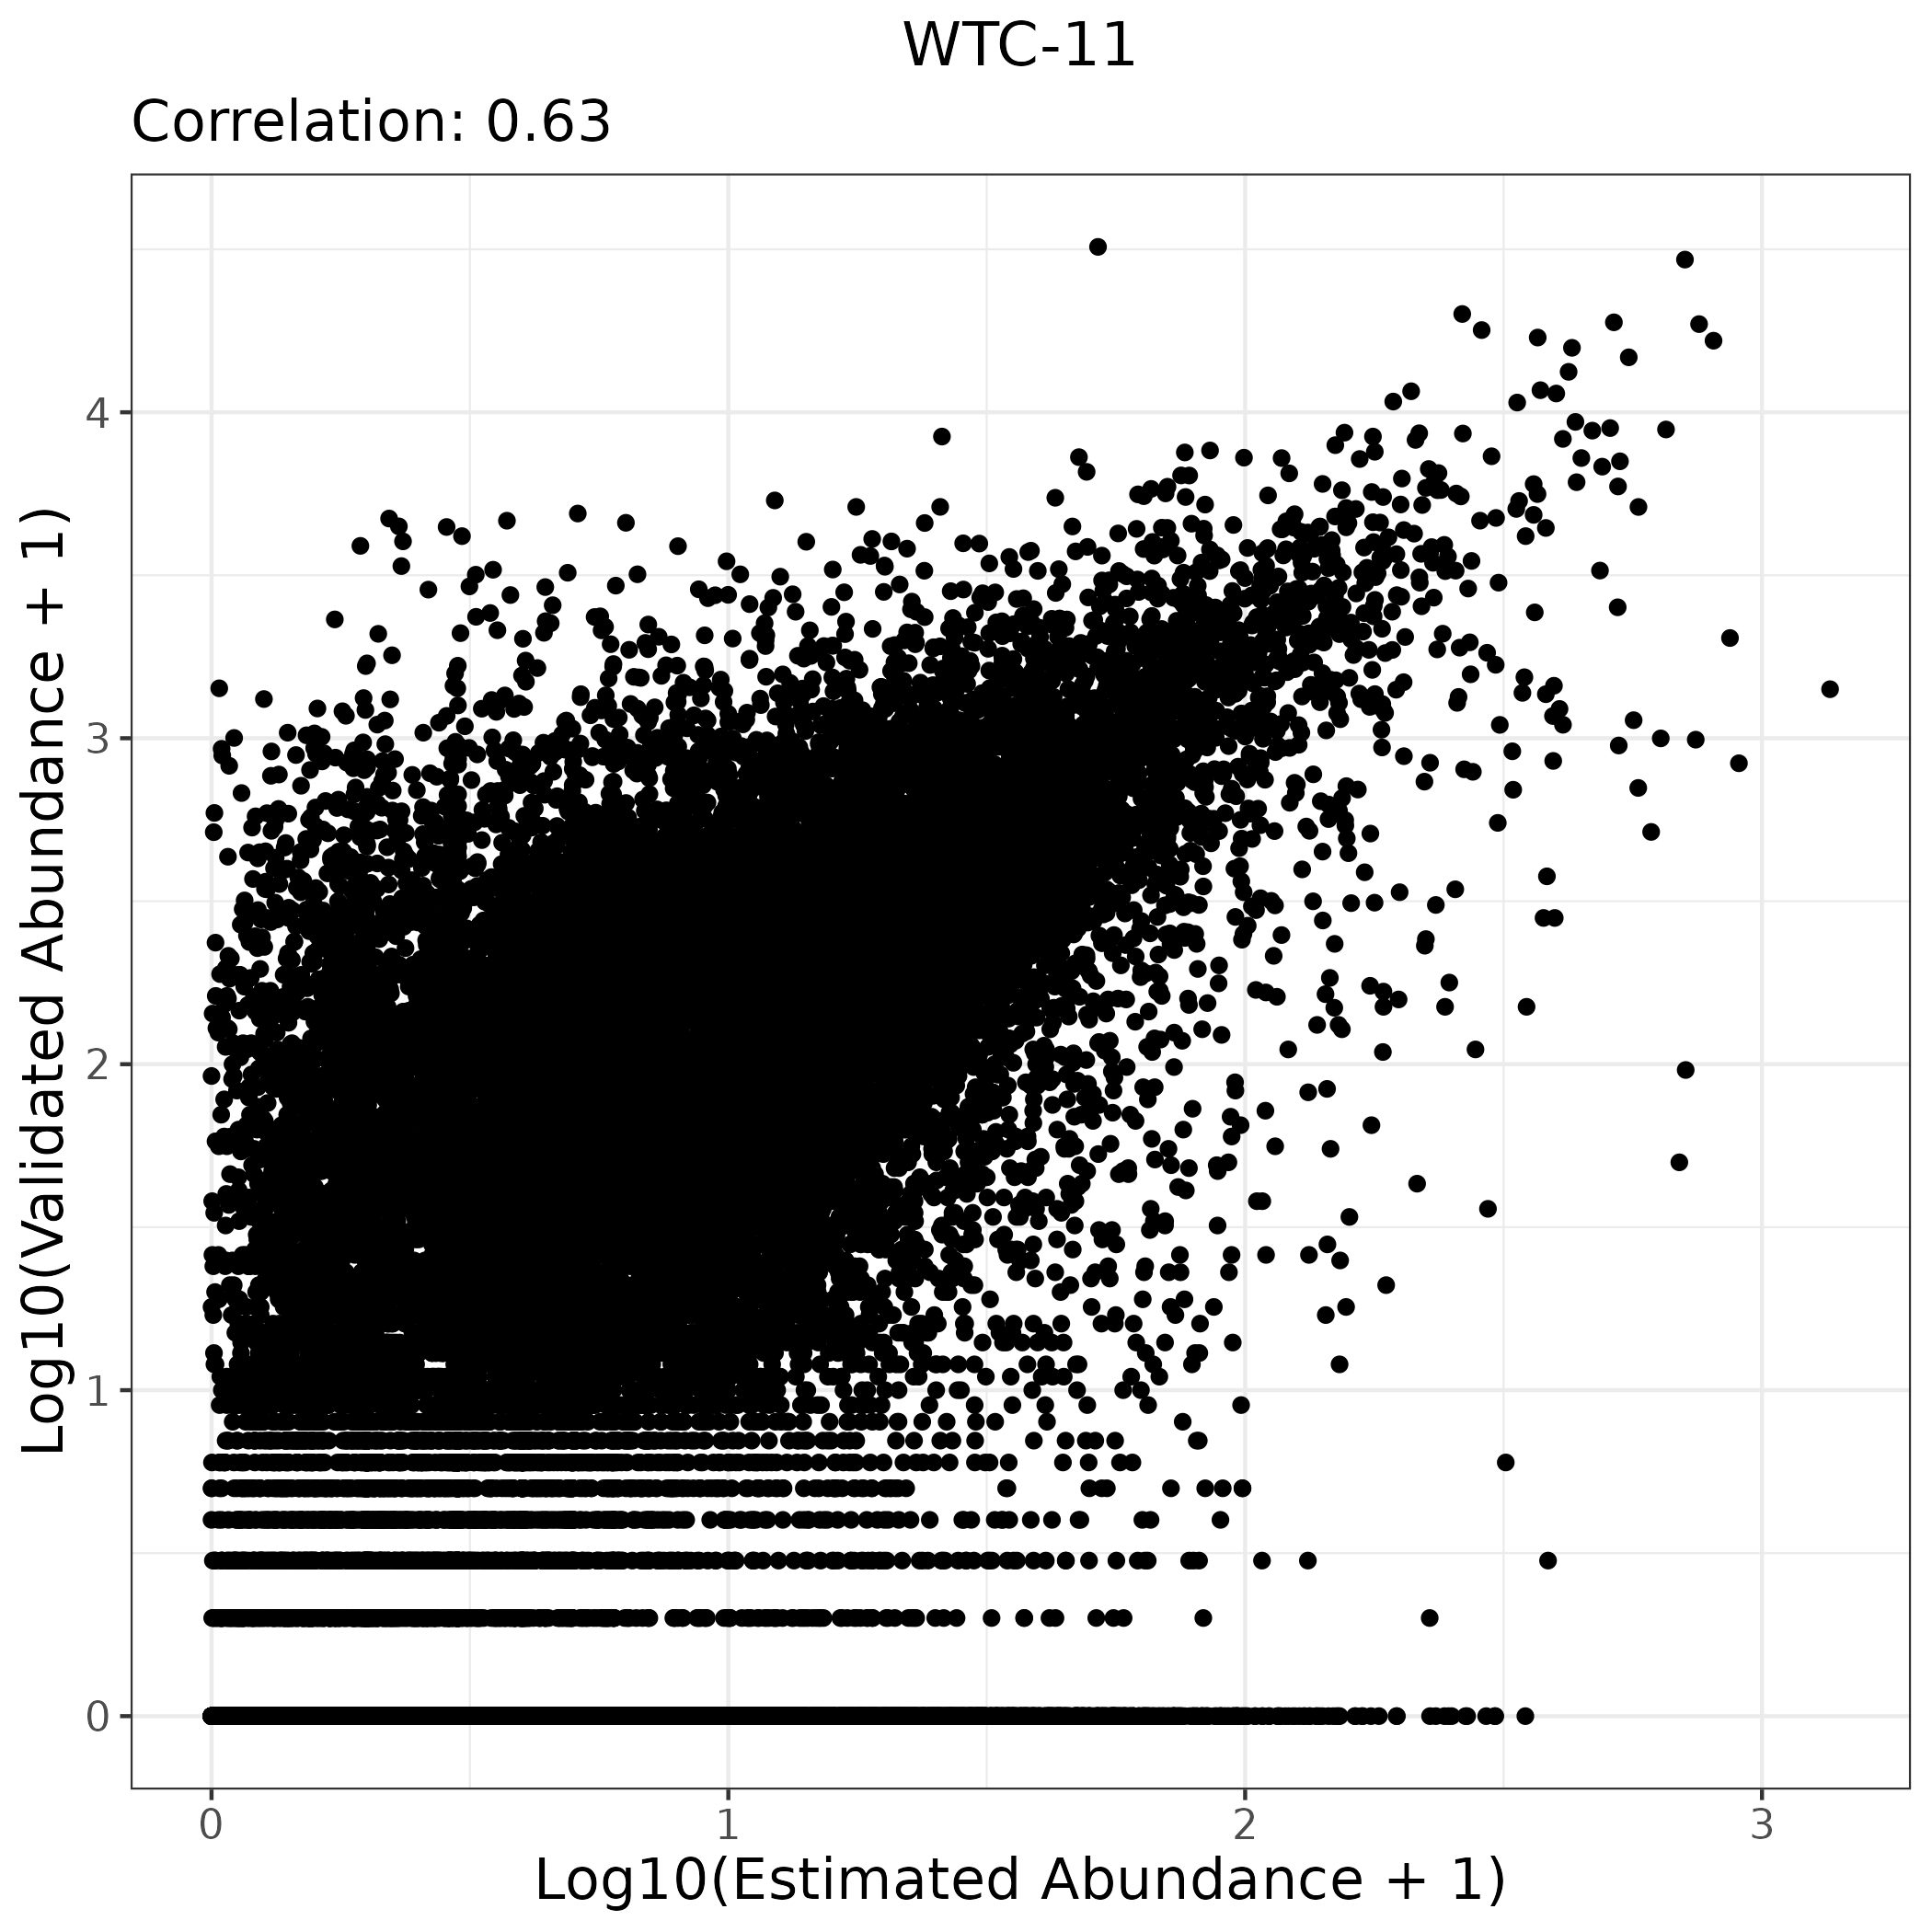 WTC-11
Correlation: 0.63
Log10(Validated Abundance + 1)
4
3
2
1
0
0 1 2 3
Log10(Estimated Abundance + 1)